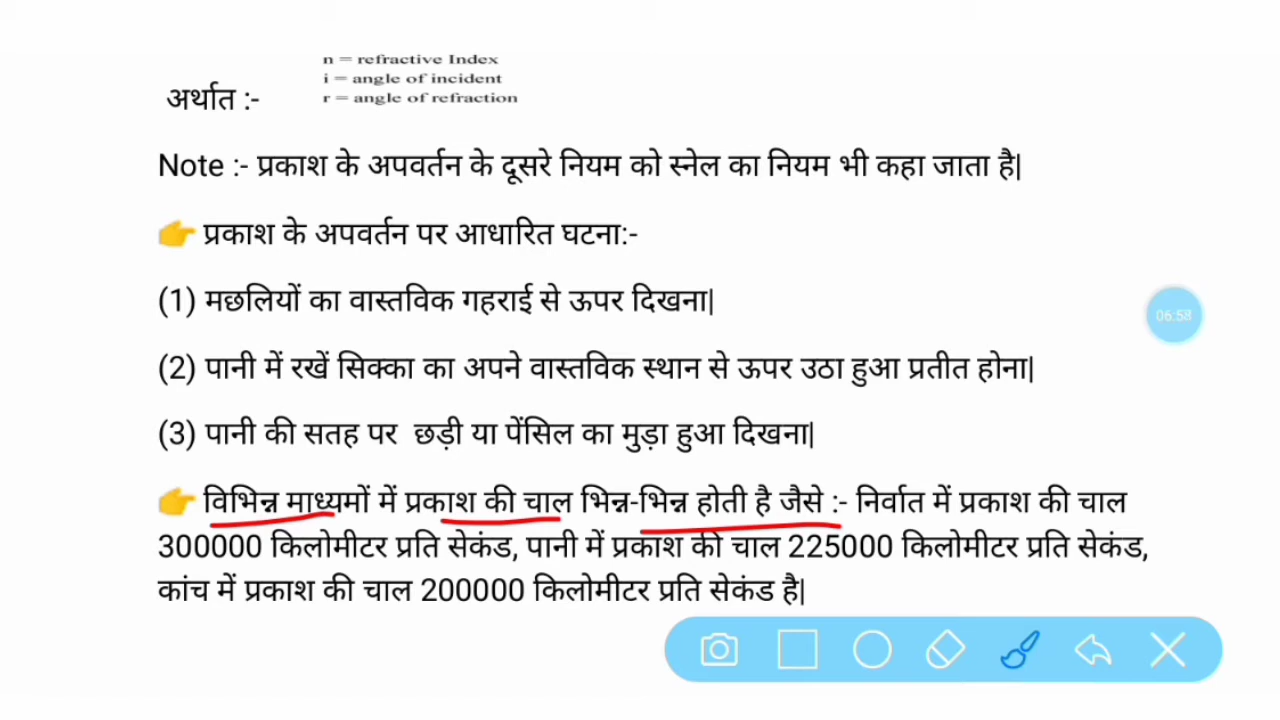 n = refractive Index
i = angle of incident
अर्थात :-
r = angle of refraction
Note :- प्रकाश के अपवर्तन के दूसरे नियम को स्नेल का नियम भी कहा जाता है|
👉 प्रकाश के अपवर्तन पर आधारित घटना:-
(1) मछलियों का वास्तविक गहराई से ऊपर दिखना|
06:58
(2) पानी में रखें सिक्का का अपने वास्तविक स्थान से ऊपर उठा हुआ प्रतीत होना|
(3) पानी की सतह पर छड़ी या पेंसिल का मुड़ा हुआ दिखना|
👉 विभिन्न माध्यमों में प्रकाश की चाल भिन्न-भिन्न होती है जैसे :- निर्वात में प्रकाश की चाल
300000 किलोमीटर प्रति सेकंड, पानी में प्रकाश की चाल 225000 किलोमीटर प्रति सेकंड,
कांच में प्रकाश की चाल 200000 किलोमीटर प्रति सेकंड है|